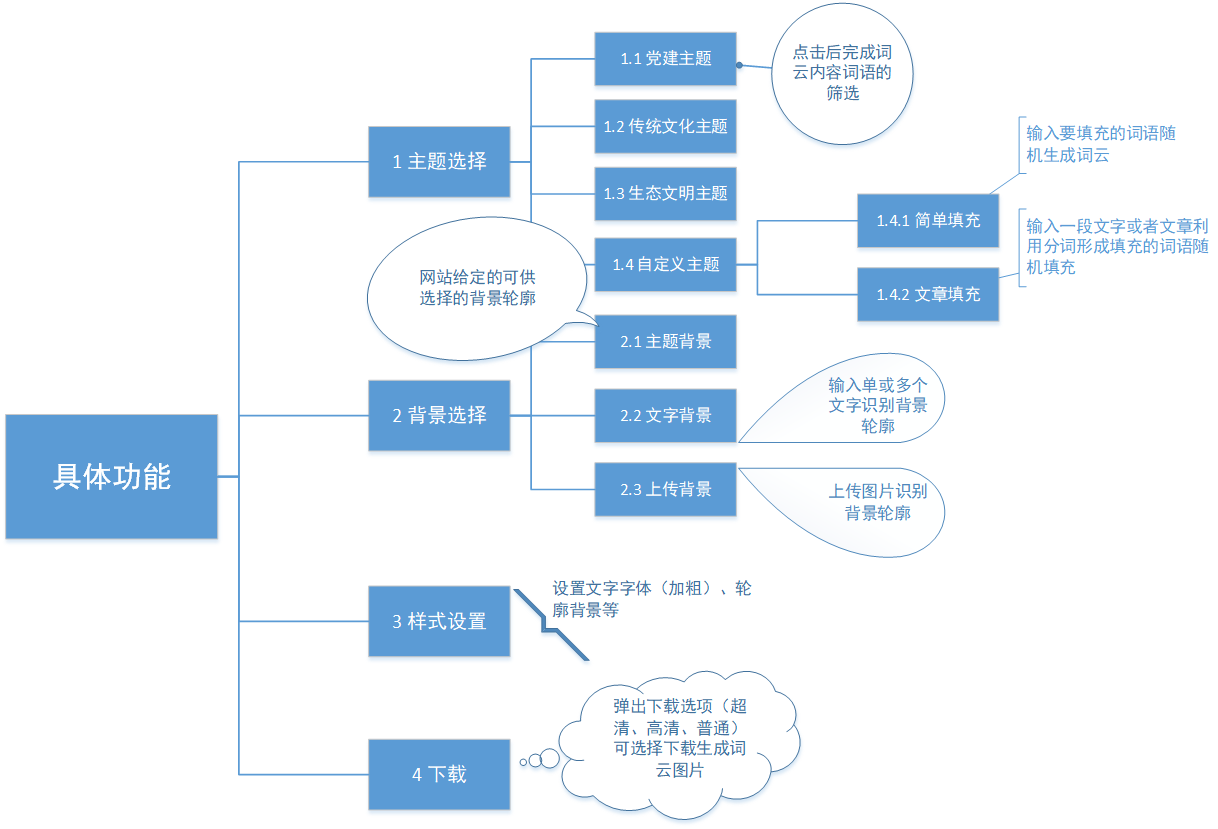 具体功能
1 主题选择
1.1 党建主题
点击后完成词
云内容词语的
筛选
1.2 传统文化主题
1.3 生态文明主题
1.4 自定义主题
1.4.1 简单填充
输入要填充的词语随
机生成词云
1.4.2 文章填充
输入一段文字或者文章利
用分词形成填充的词语随
机填充
2 背景选择
2.1 主题背景
网站给定的可供
选择的背景轮廓
2.2 文字背景
输入单或多个
文字识别背景
轮廓
2.3 上传背景
上传图片识别
背景轮廓
3 样式设置
设置文字字体（加粗）、轮
廓背景等
4 下载
弹出下载选项（超
清、高清、普通）
可选择下载生成词
云图片